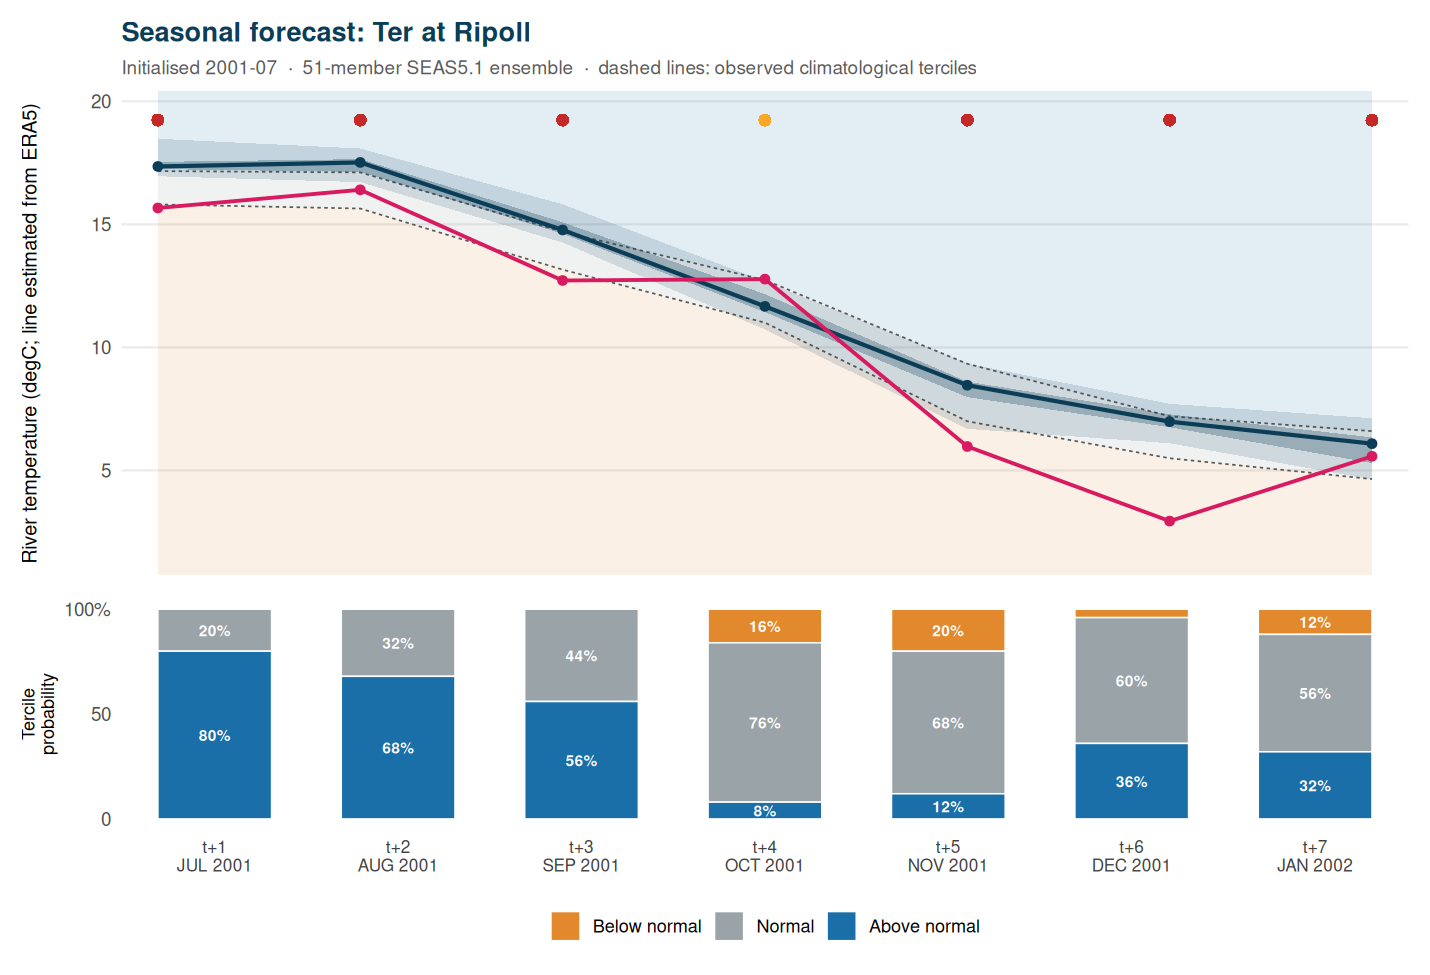 Seasonal forecast: Ter at Ripoll
Initialised 2001-07 · 51-member SEAS5.1 ensemble · dashed lines: observed climatological terciles
River temperature (degC; line estimated from ERA5)
20
15
10
5
Tercile
probability
100%
50
0
20%
80%
32%
68%
44%
56%
16%
76%
8%
20%
68%
12%
60%
36%
12%
56%
32%
t+1
JUL 2001
t+2
AUG 2001
t+3
SEP 2001
t+4
OCT 2001
t+5
NOV 2001
t+6
DEC 2001
t+7
JAN 2002
Below normal
Normal
Above normal